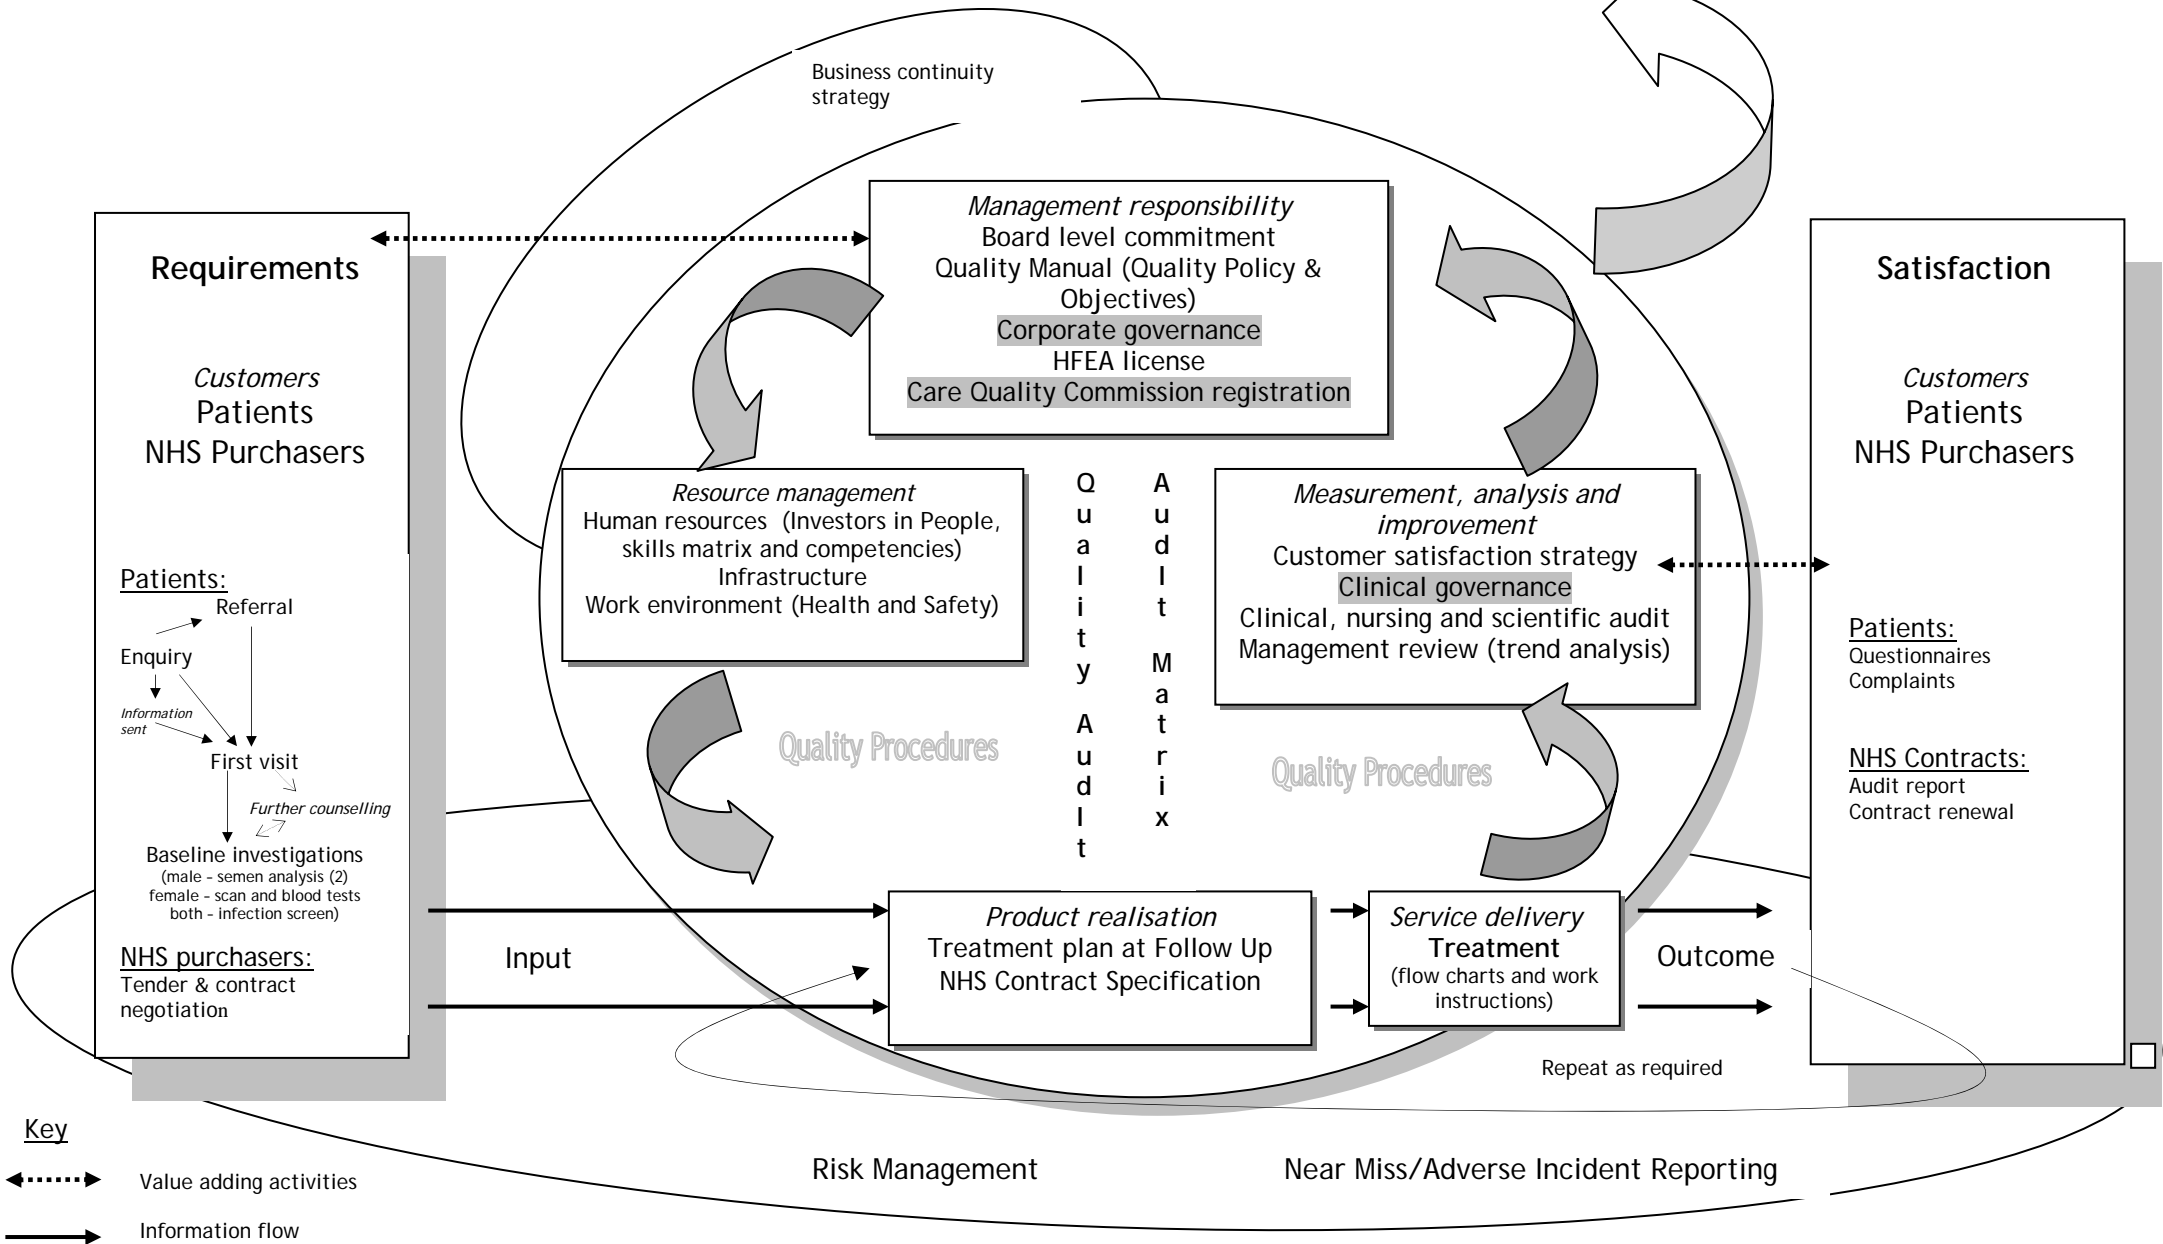 Business continuity
strategy
Requirements
Customers
Patients
NHS Purchasers
Patients:
Referral
Enquiry
Information
sent
First visit
Further counselling
Baseline investigations
(male - semen analysis (2)
female - scan and blood tests
both - infection screen)
NHS purchasers:
Tender & contract
negotiation
Management responsibility
Board level commitment
Quality Manual (Quality Policy &
Objectives)
Corporate governance
HFEA license
Care Quality Commission registration
Resource management
Human resources (Investors in People,
skills matrix and competencies)
Infrastructure
Work environment (Health and Safety)
Quality AudIt
AudIt Matrix
Measurement, analysis and
improvement
Customer satisfaction strategy
Clinical governance
Clinical, nursing and scientific audit
Management review (trend analysis)
Quality Procedures
Quality Procedures
Input
Product realisation
Treatment plan at Follow Up
NHS Contract Specification
Service delivery
Treatment
(flow charts and work
instructions)
Outcome
Repeat as required
Satisfaction
Customers
Patients
NHS Purchasers
Patients:
Questionnaires
Complaints
NHS Contracts:
Audit report
Contract renewal
Risk Management
Near Miss/Adverse Incident Reporting
Key
Value adding activities
Information flow